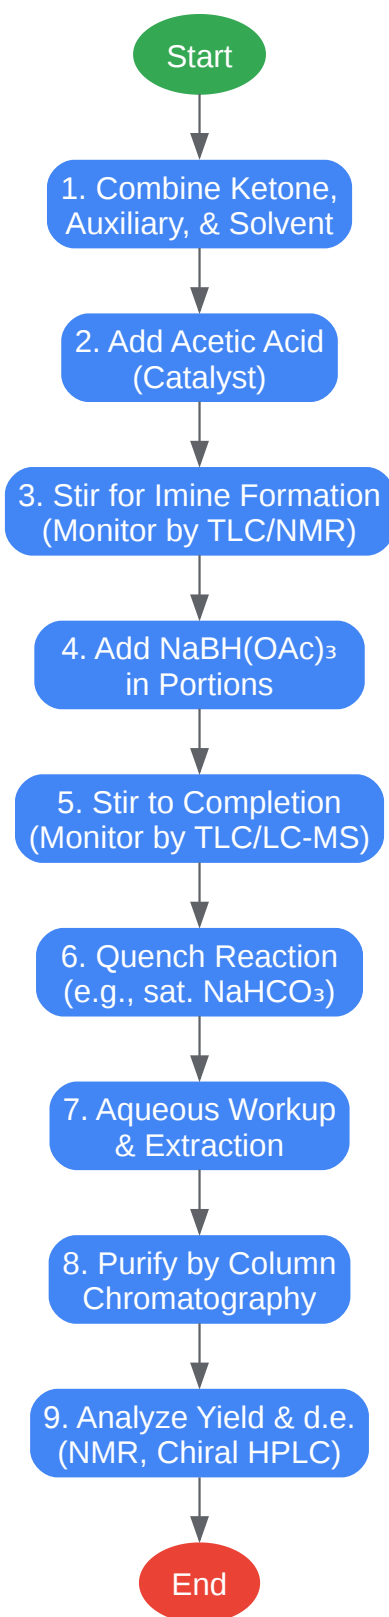 Start
1. Combine Ketone,
Auxiliary, & Solvent
2. Add Acetic Acid
(Catalyst)
3. Stir for Imine Formation
(Monitor by TLC/NMR)
4. Add NaBH(OAc)₃
in Portions
5. Stir to Completion
(Monitor by TLC/LC-MS)
6. Quench Reaction
(e.g., sat. NaHCO₃)
7. Aqueous Workup
& Extraction
8. Purify by Column
Chromatography
9. Analyze Yield & d.e.
(NMR, Chiral HPLC)
End